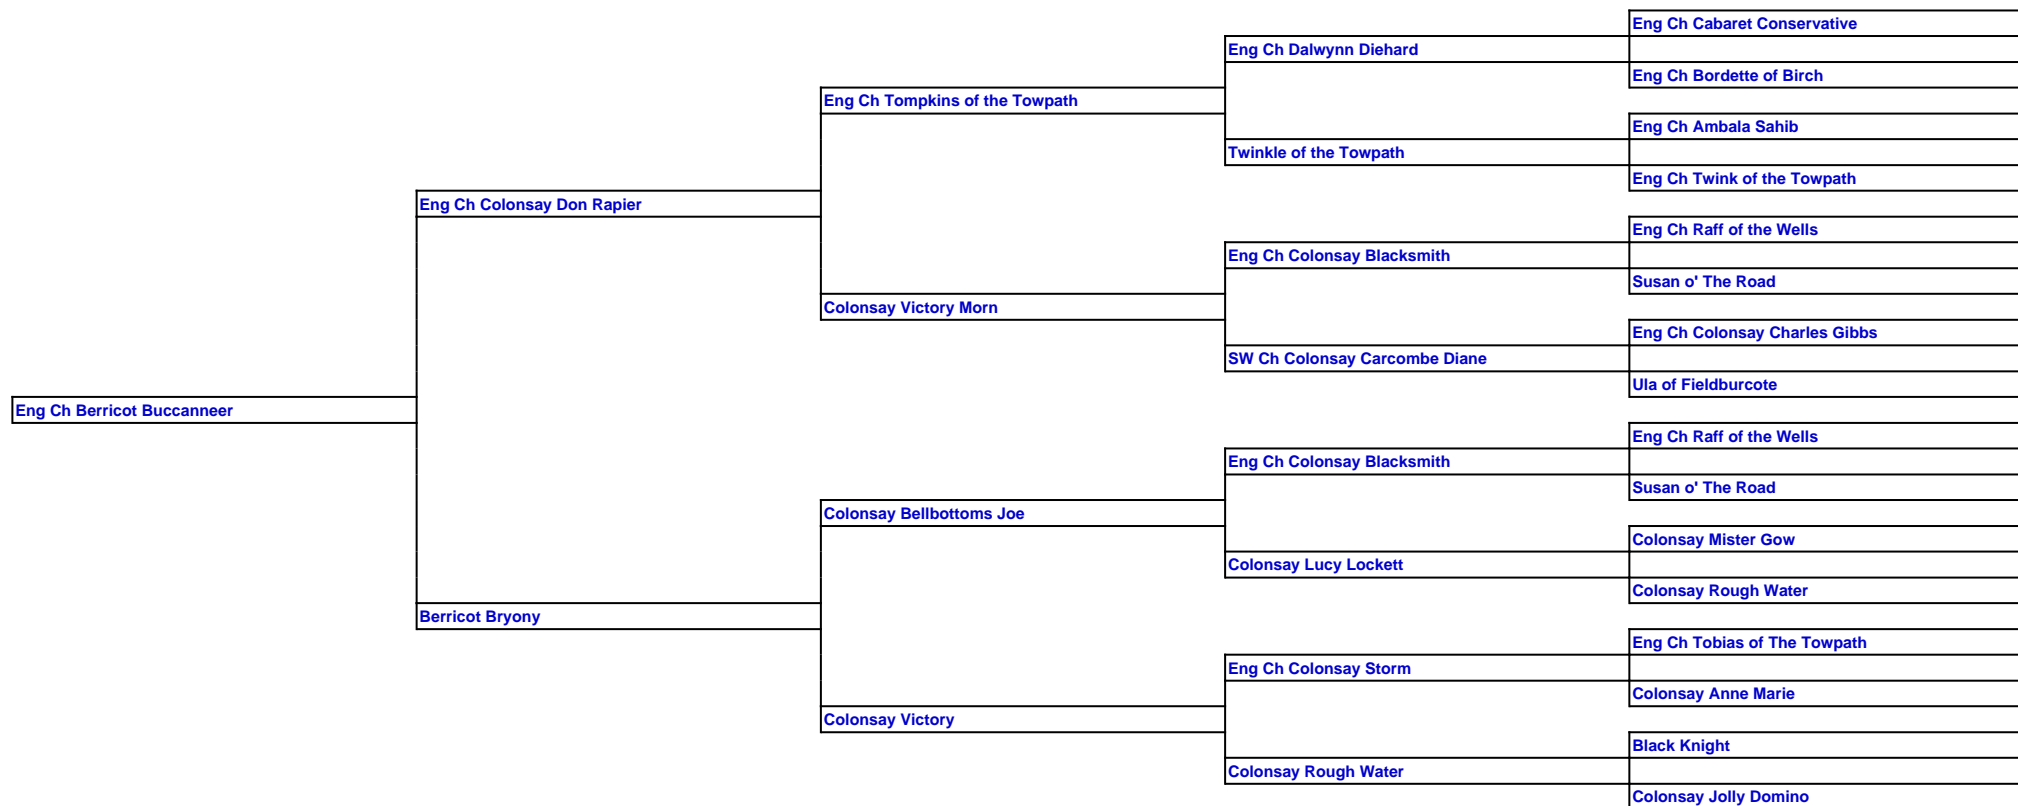 Eng Ch Cabaret Conservative
Eng Ch Dalwynn Diehard
Eng Ch Bordette of Birch
Eng Ch Tompkins of the Towpath
Eng Ch Ambala Sahib
Twinkle of the Towpath
Eng Ch Twink of the Towpath
Eng Ch Colonsay Don Rapier
Eng Ch Raff of the Wells
Eng Ch Colonsay Blacksmith
Susan o' The Road
Colonsay Victory Morn
Eng Ch Colonsay Charles Gibbs
SW Ch Colonsay Carcombe Diane
Ula of Fieldburcote
Eng Ch Berricot Buccanneer
Eng Ch Raff of the Wells
Eng Ch Colonsay Blacksmith
Susan o' The Road
Colonsay Bellbottoms Joe
Colonsay Mister Gow
Colonsay Lucy Lockett
Colonsay Rough Water
Berricot Bryony
Eng Ch Tobias of The Towpath
Eng Ch Colonsay Storm
Colonsay Anne Marie
Colonsay Victory
Black Knight
Colonsay Rough Water
Colonsay Jolly Domino